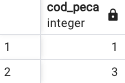 cod_peca
integer
1 1
2 3